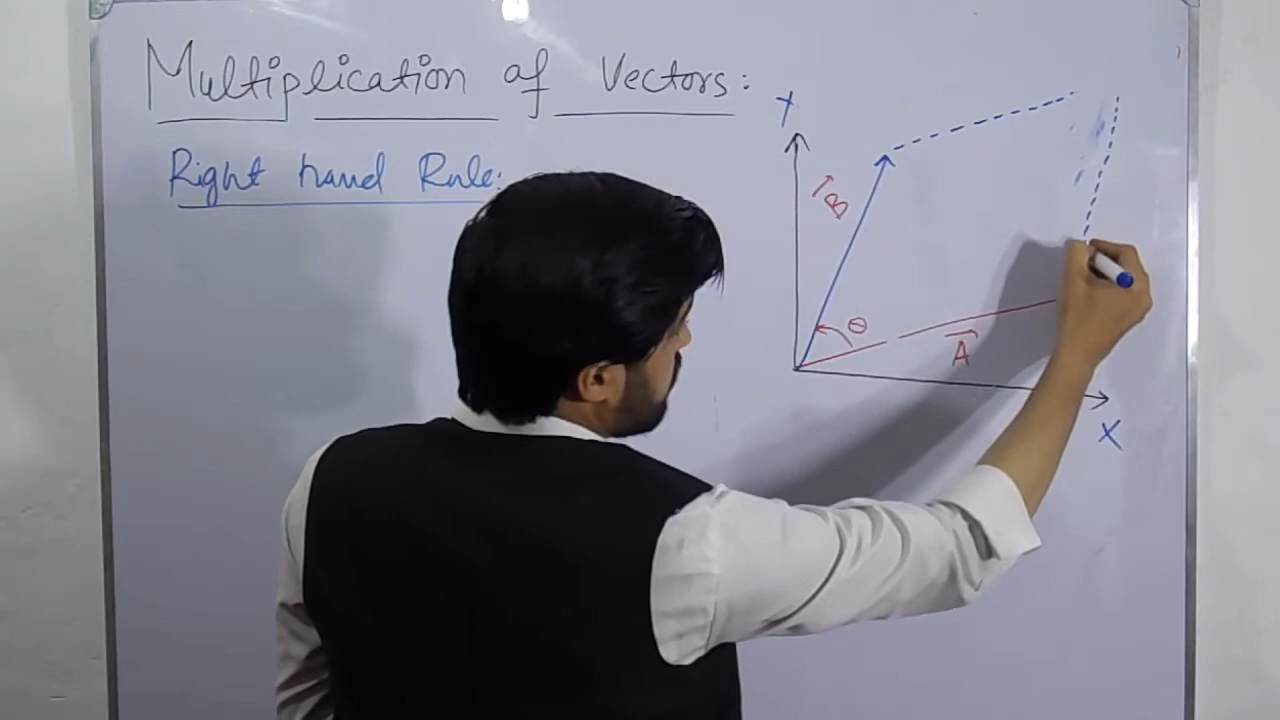 Multiplication of Vectors:
Right hand Rule:
Y
B
θ
A
X